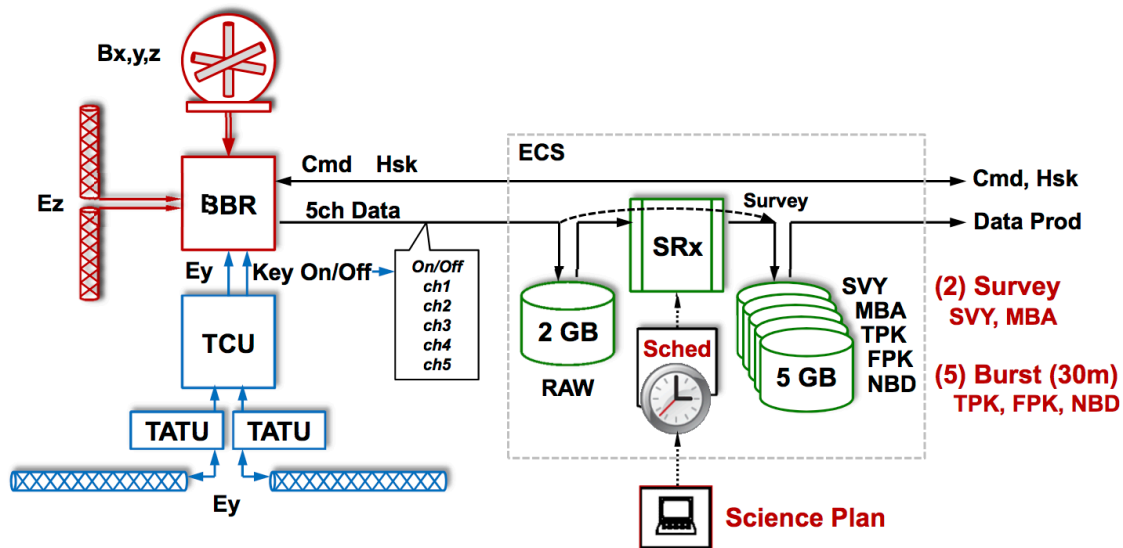 Bx,y,z
Ez
BBR
Cmd Hsk
5ch Data
Ey
Key On/Off
On/Off
ch1
ch2
ch3
ch4
ch5
TCU
TATU
TATU
Ey
ECS
Survey
SRx
2 GB
RAW
Sched
SVY
MBA
TPK
FPK
NBD
5 GB
Cmd, Hsk
Data Prod
(2) Survey
SVY, MBA
(5) Burst (30m)
TPK, FPK, NBD
Science Plan